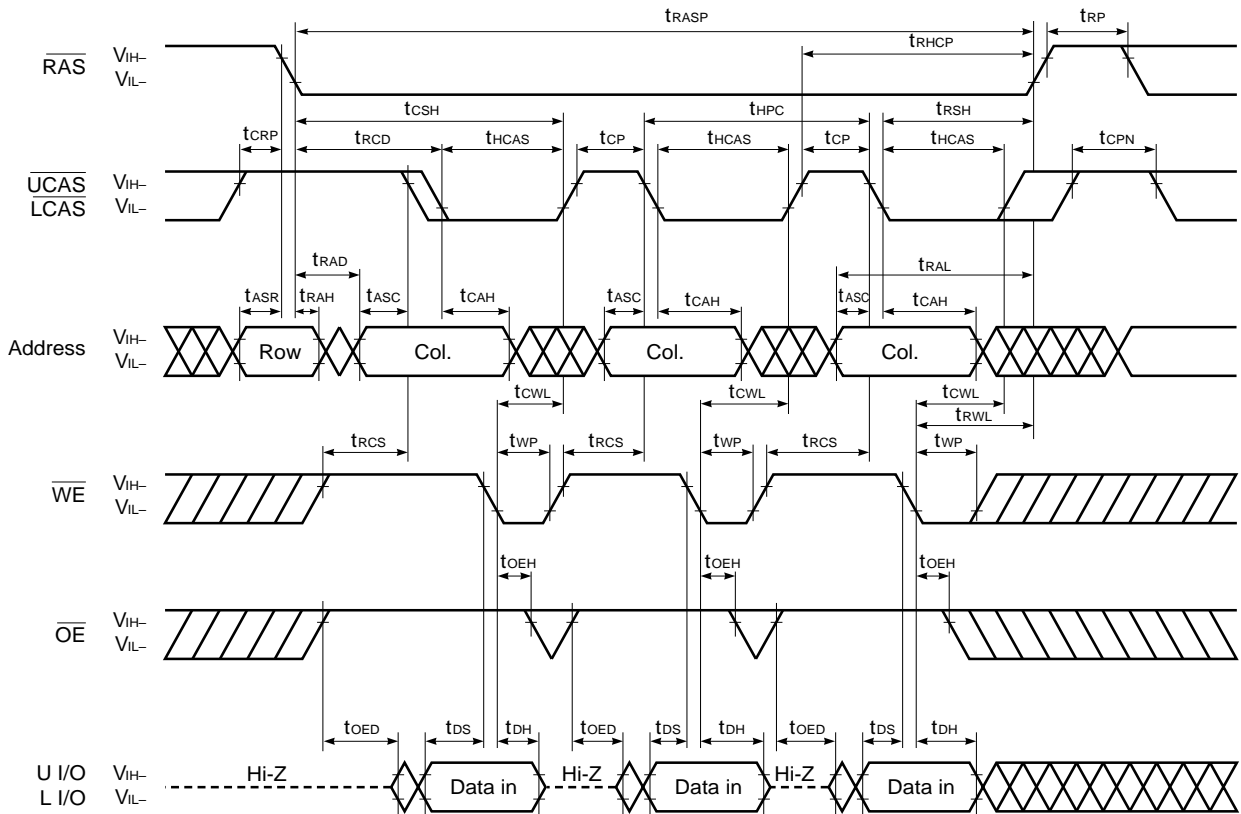 tRASP tRP
tRHCP
RAS VIH–
VIL–
tCSH tHPC tRSH
tCRP tRCD tHCAS tCP tHCAS tCP tHCAS tCPN
UCAS VIH–
LCAS VIL–
tRAD tRAL
tASR tRAH tASC tCAH tASC tCAH tASC tCAH
Address VIH–
VIL–
Row Col. Col. Col.
tCWL tCWL tCWL
tRWL
tRCS tWP tRCS tWP tRCS tWP
WE VIH–
VIL–
tOEH tOEH tOEH
OE VIH–
VIL–
tOED tDS tDH tOED tDS tDH tOED tDS tDH
U I/O VIH–
L I/O VIL–
Hi-Z Data in Hi-Z Data in Hi-Z Data in